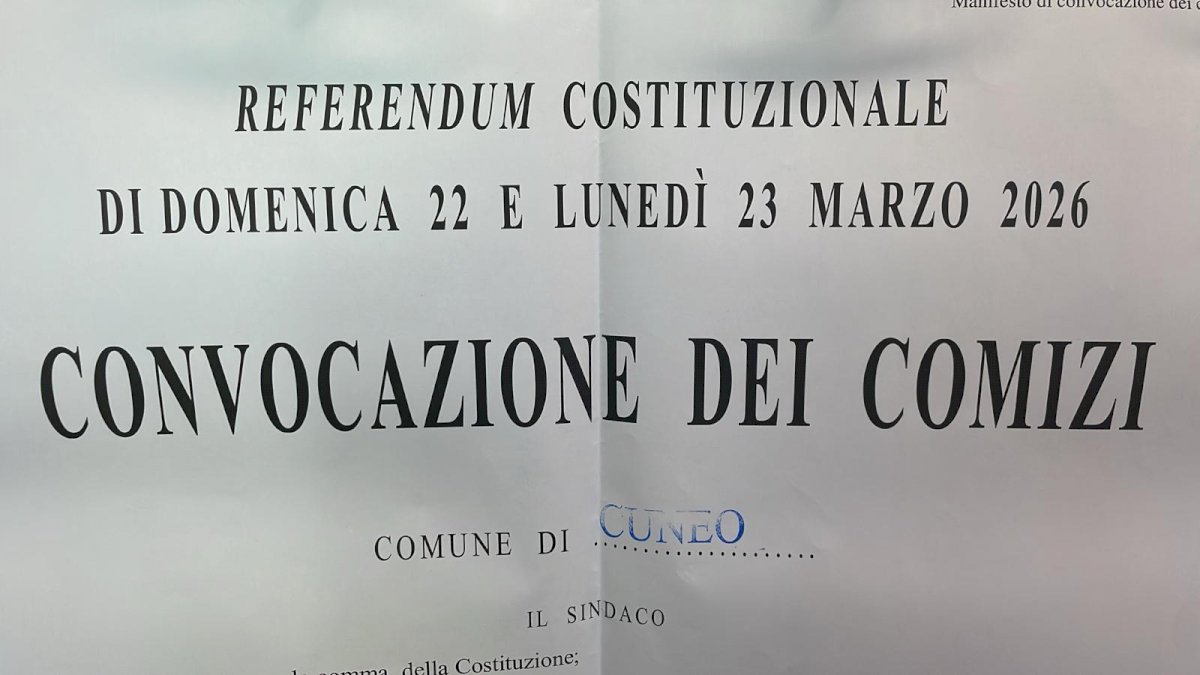 Manifesto di convocazione dei
REFERENDUM COSTITUZIONALE
DI DOMENICA 22 E LUNEDÌ 23 MARZO 2026
CONVOCAZIONE DEI COMIZI
COMUNE DI CUNEO
IL SINDACO
comma, della Costituzione;